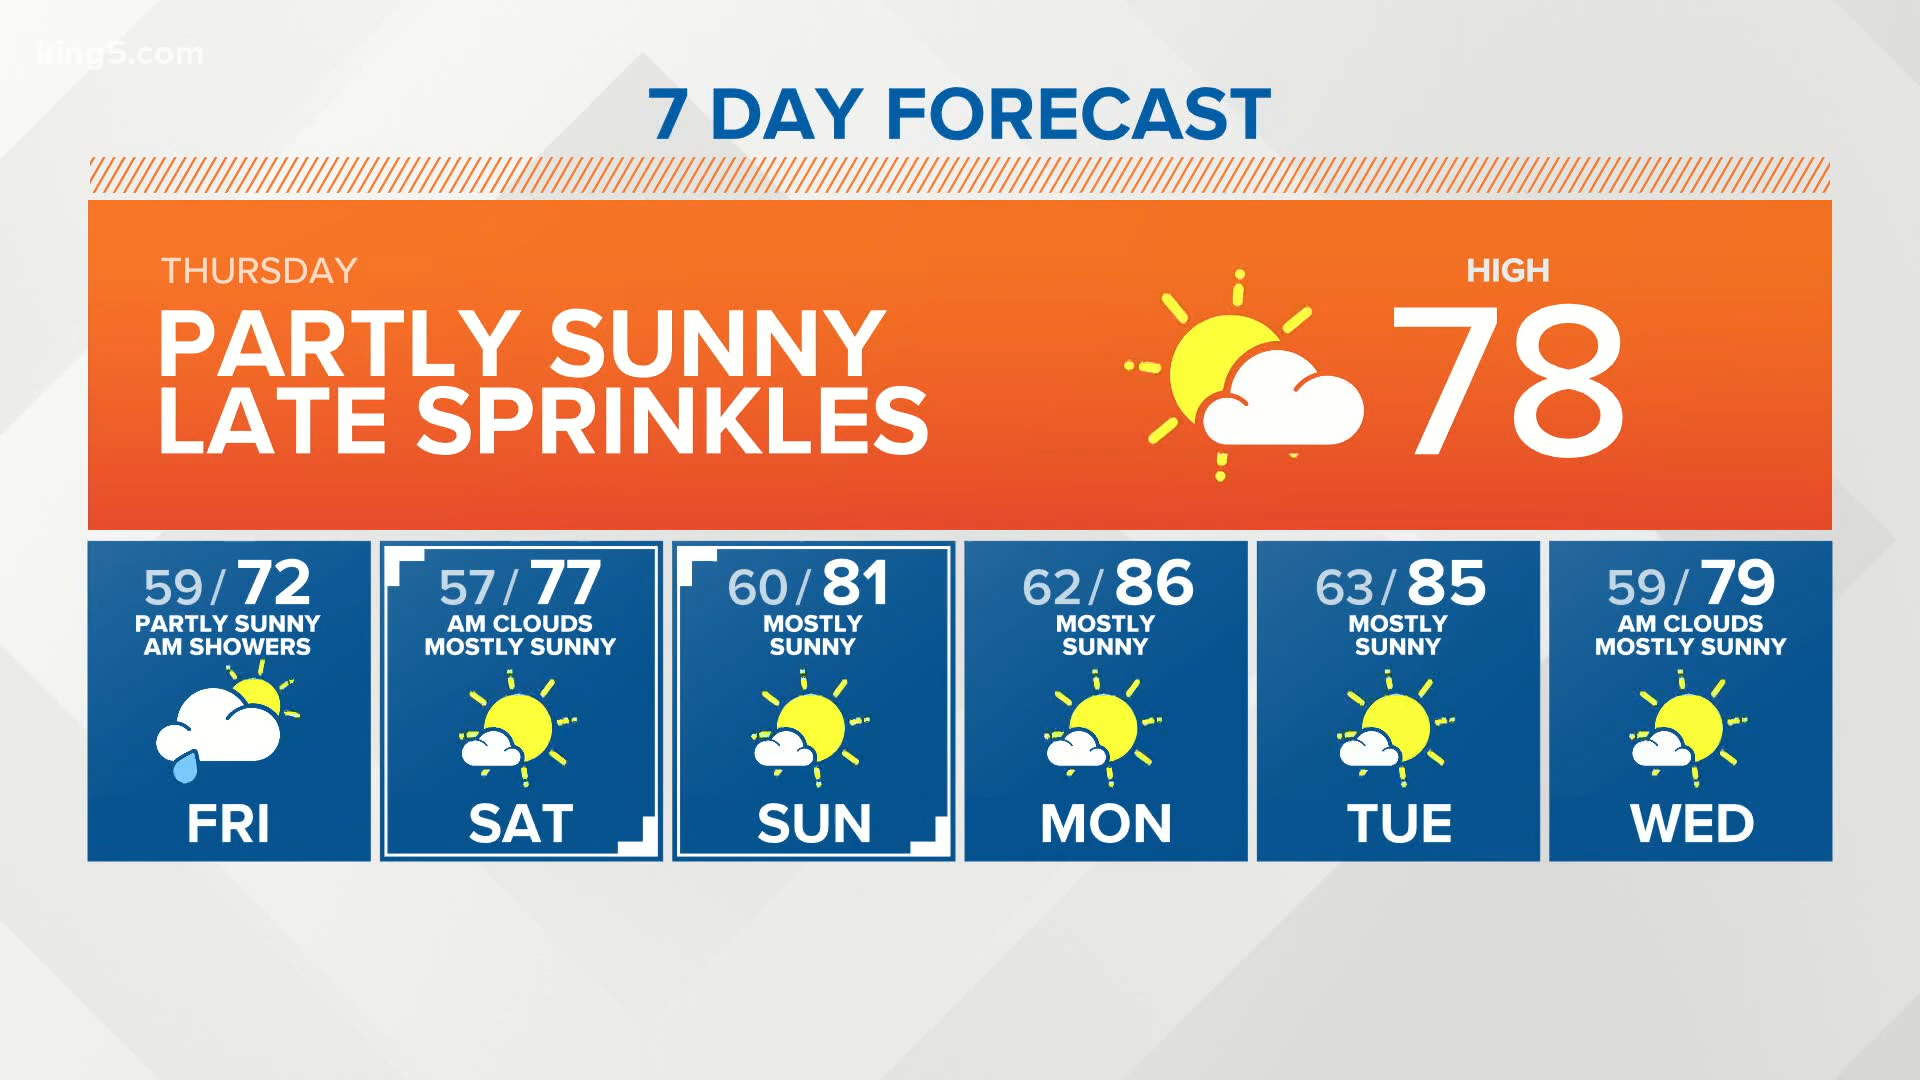 king5.com
7 DAY FORECAST
THURSDAY
PARTLY SUNNY
LATE SPRINKLES
HIGH
78
59/72
PARTLY SUNNY
AM SHOWERS
FRI
57/77
AM CLOUDS
MOSTLY SUNNY
SAT
60/81
MOSTLY
SUNNY
SUN
62/86
MOSTLY
SUNNY
MON
63/85
MOSTLY
SUNNY
TUE
59/79
AM CLOUDS
MOSTLY SUNNY
WED